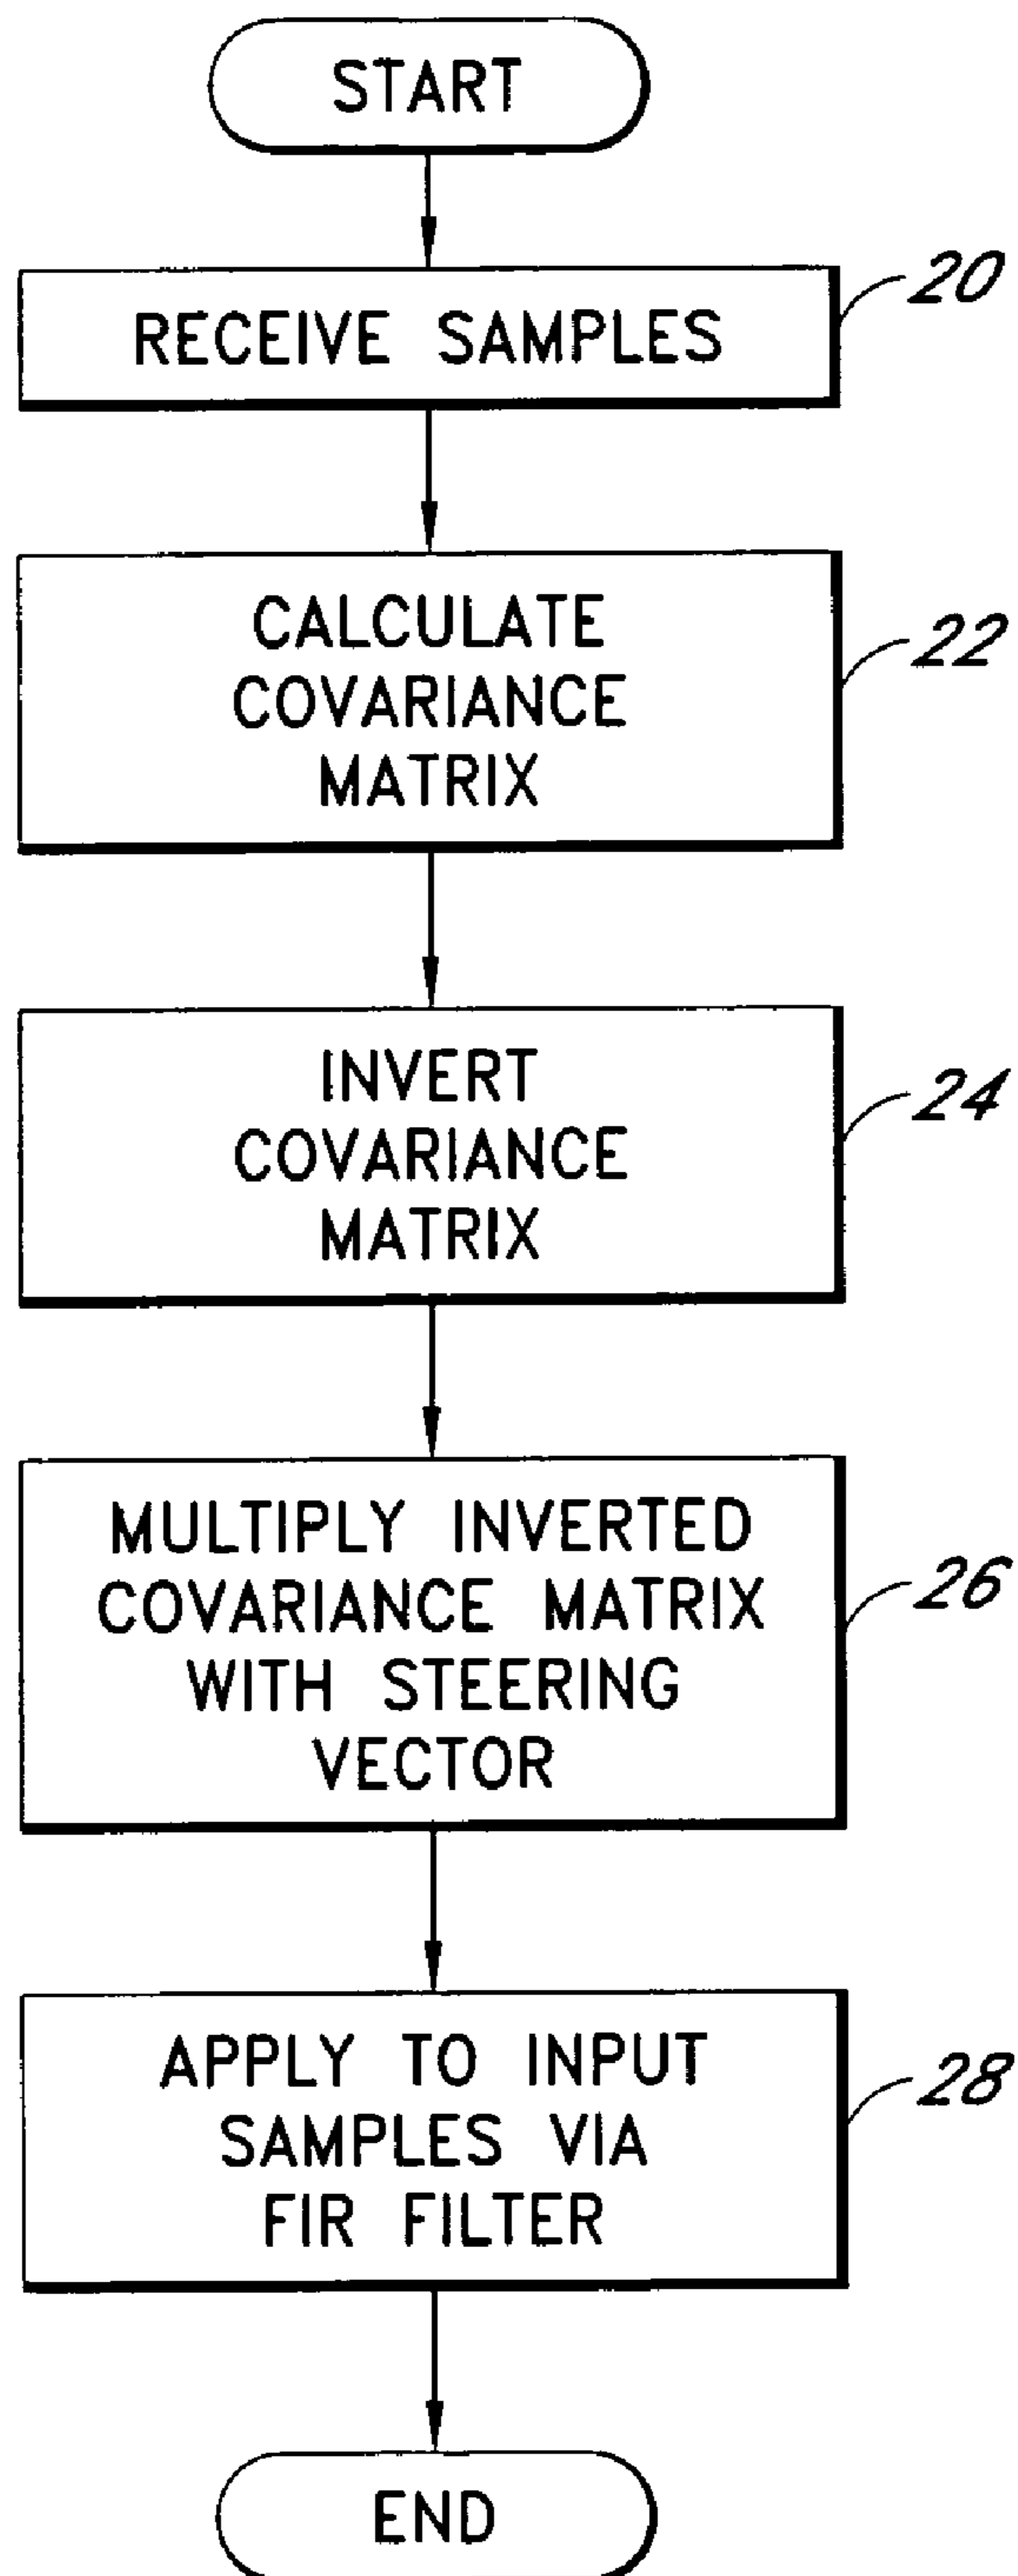 START
20
RECEIVE SAMPLES
22
CALCULATE
COVARIANCE
MATRIX
24
INVERT
COVARIANCE
MATRIX
26
MULTIPLY INVERTED
COVARIANCE MATRIX
WITH STEERING
VECTOR
28
APPLY TO INPUT
SAMPLES VIA
FIR FILTER
END